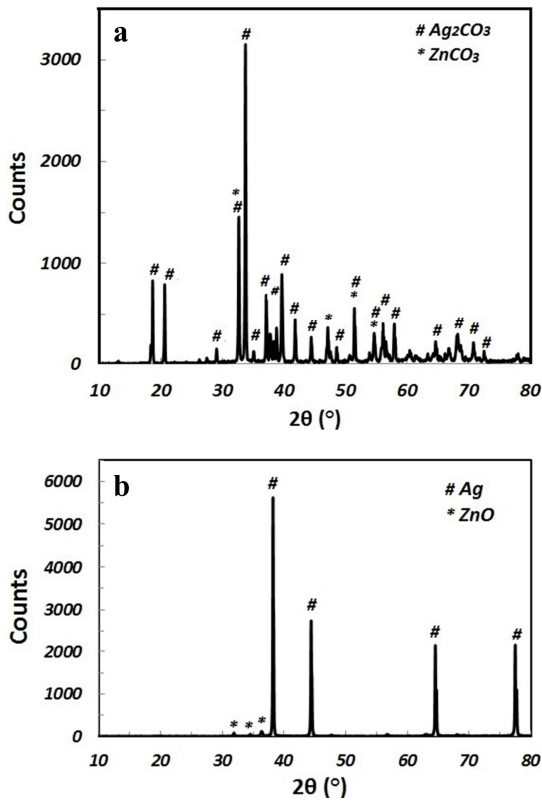 a
# Ag2CO3
* ZnCO3
3000
2000
1000
0
Counts
* # # # # # # # # # # # # * # # * # * # # # # # #
10 20 30 40 50 60 70 80
2θ (°)
b
# Ag
* ZnO
6000
5000
4000
3000
2000
1000
0
Counts
* * * # # # #
10 20 30 40 50 60 70 80
2θ (°)